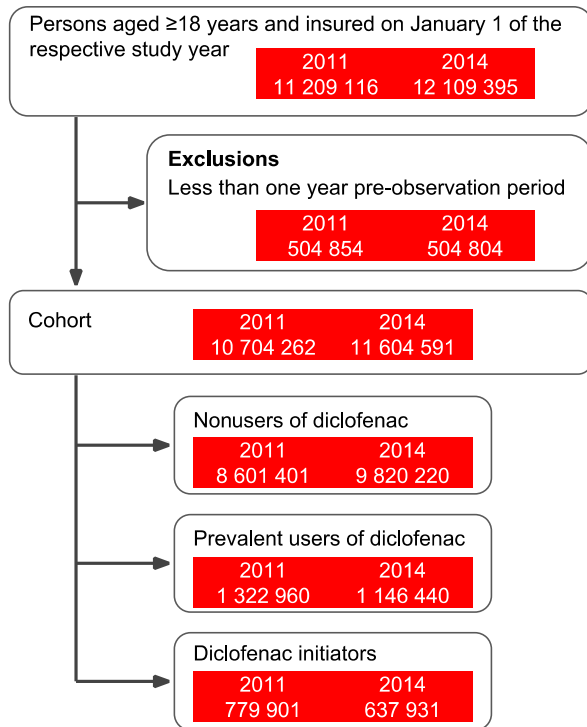 Persons aged ≥18 years and insured on January 1 of the
respective study year
2011 2014
11 209 116 12 109 395
Exclusions
Less than one year pre-observation period
2011 2014
504 854 504 804
Cohort
2011 2014
10 704 262 11 604 591
Nonusers of diclofenac
2011 2014
8 601 401 9 820 220
Prevalent users of diclofenac
2011 2014
1 322 960 1 146 440
Diclofenac initiators
2011 2014
779 901 637 931